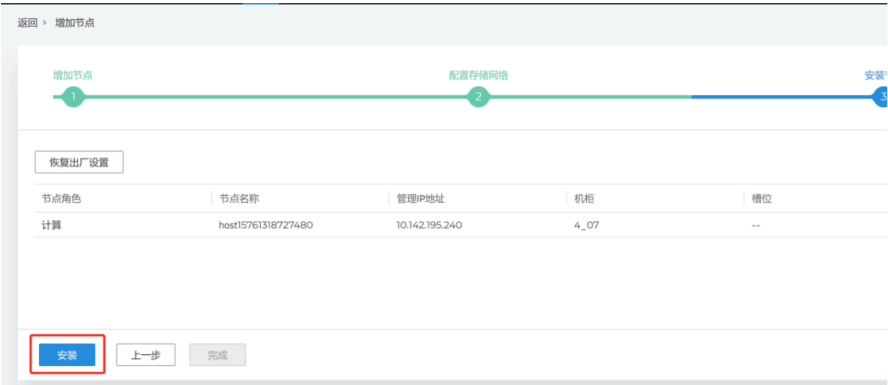 返回 › 增加节点
增加节点 配置存储网络 安装
1 2 3
恢复出厂设置
节点角色 节点名称 管理IP地址 机柜 槽位
计算 host15761318727480 10.142.195.240 4_07 --
安装 上一步 完成